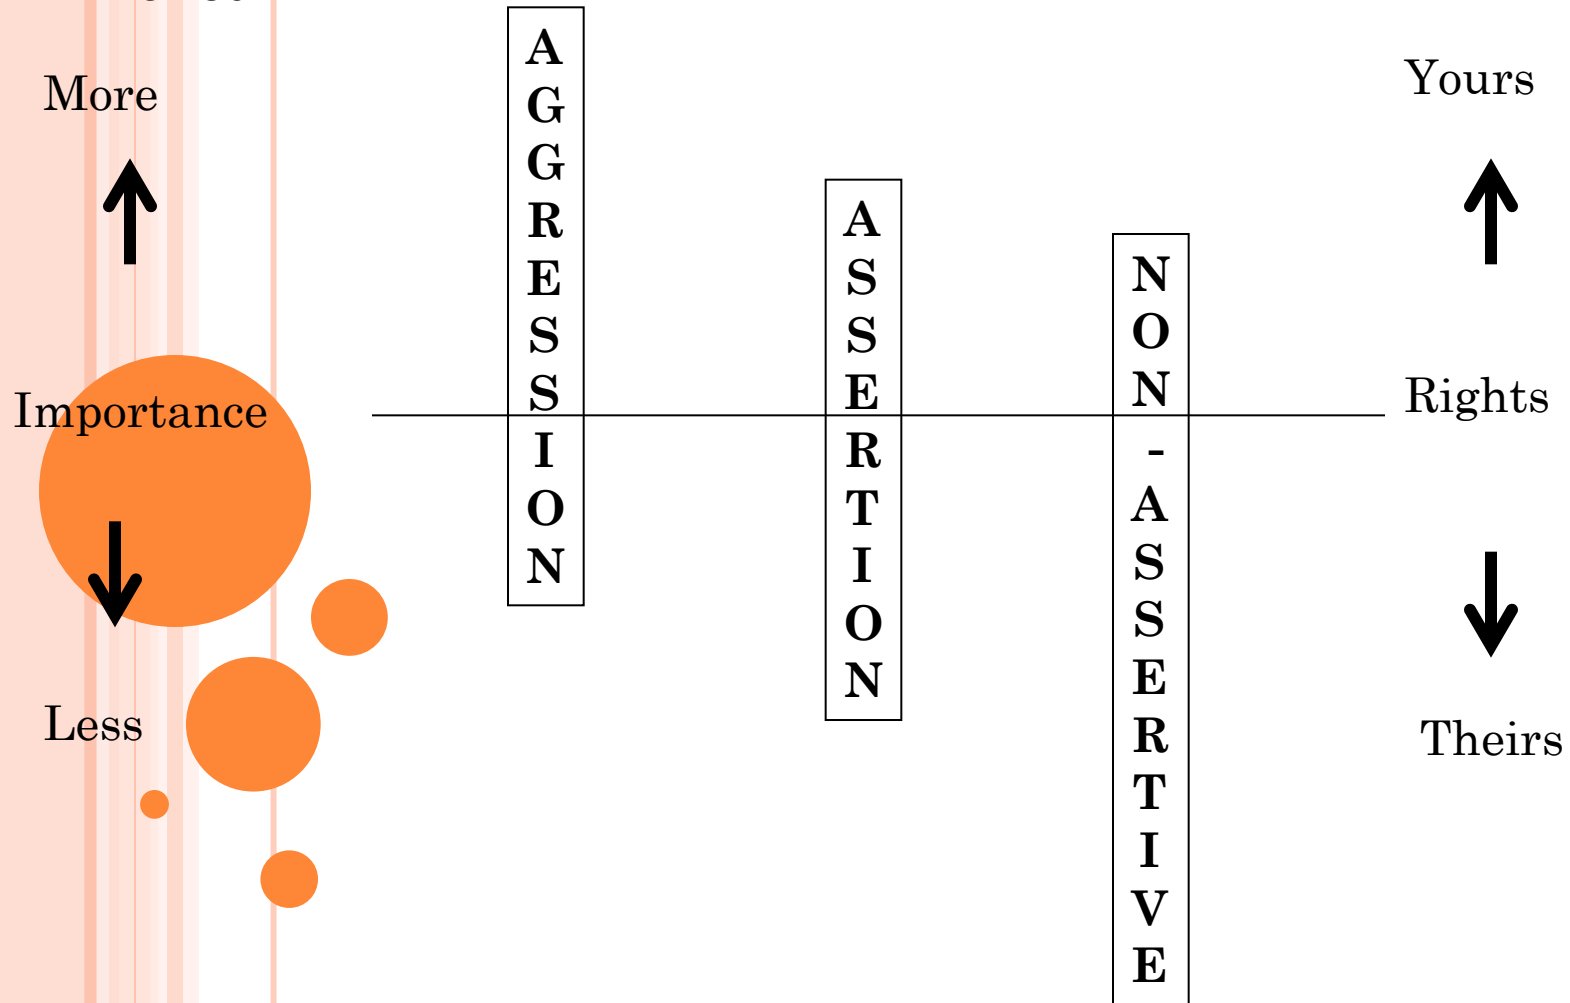 More
Importance
Less
AGGRESSION
ASSERTION
NON-ASSERTIVE
Yours
Rights
Theirs